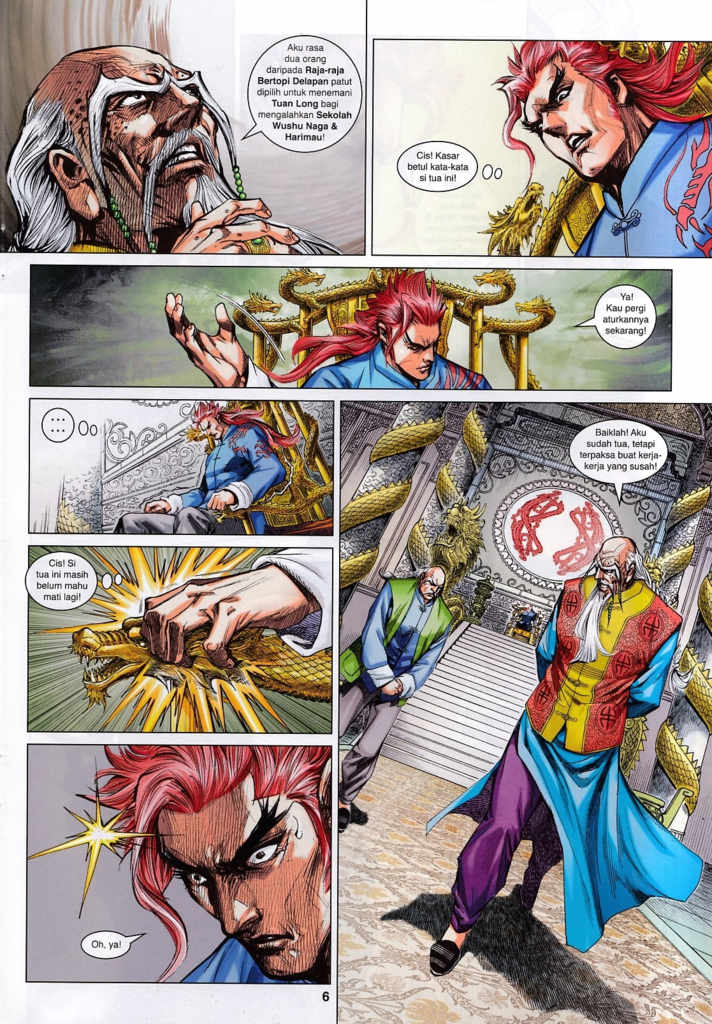 Aku rasa
dua orang
daripada Raja-raja
Bertopi Delapan patut
dipilih untuk menemani
Tuan Long bagi
mengalahkan Sekolah
Wushu Naga &
Harimau!
Cis! Kasar
betul kata-kata
si tua ini!
Ya!
Kau pergi
aturkannya
sekarang!
...
...
Cis! Si
tua ini masih
belum mahu
mati lagi!
Oh, ya!
Baiklah! Aku
sudah tua, tetapi
terpaksa buat kerja-
kerja yang susah!
6